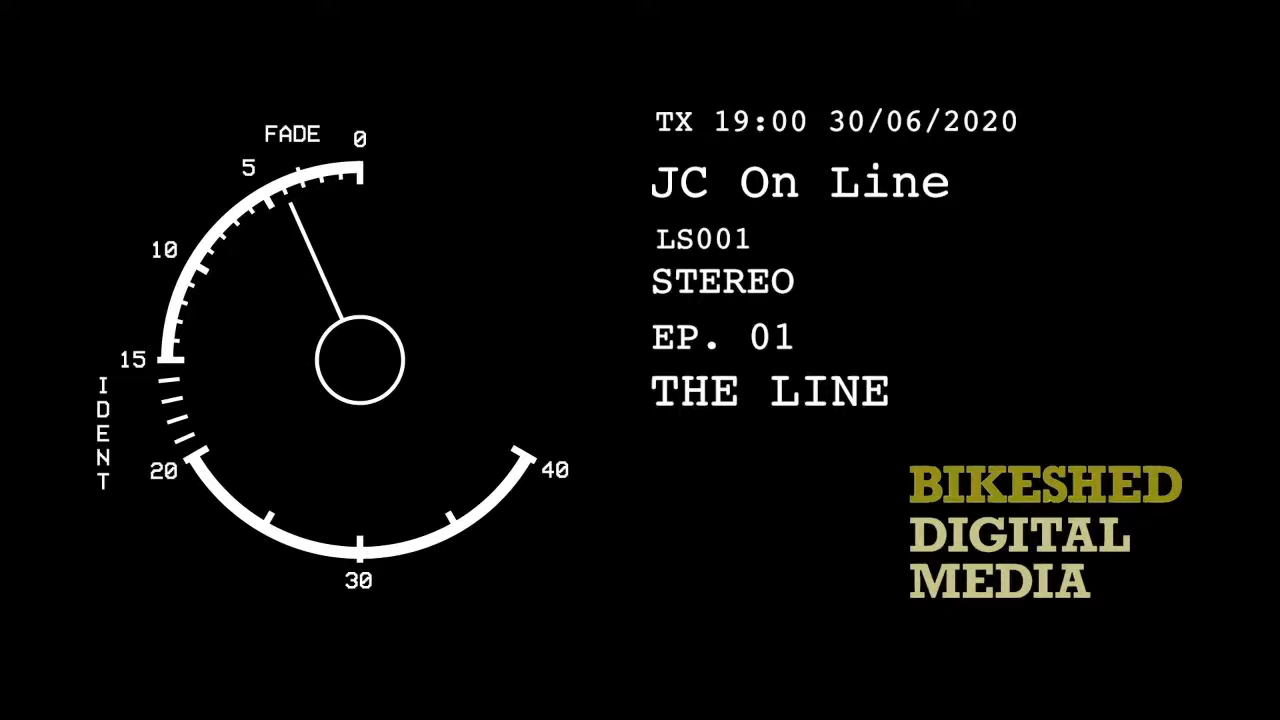 FADE
0
5
10
15
IDENT
20
30
40
TX 19:00 30/06/2020
JC On Line
LS001
STEREO
EP. 01
THE LINE
BIKESHED
DIGITAL
MEDIA